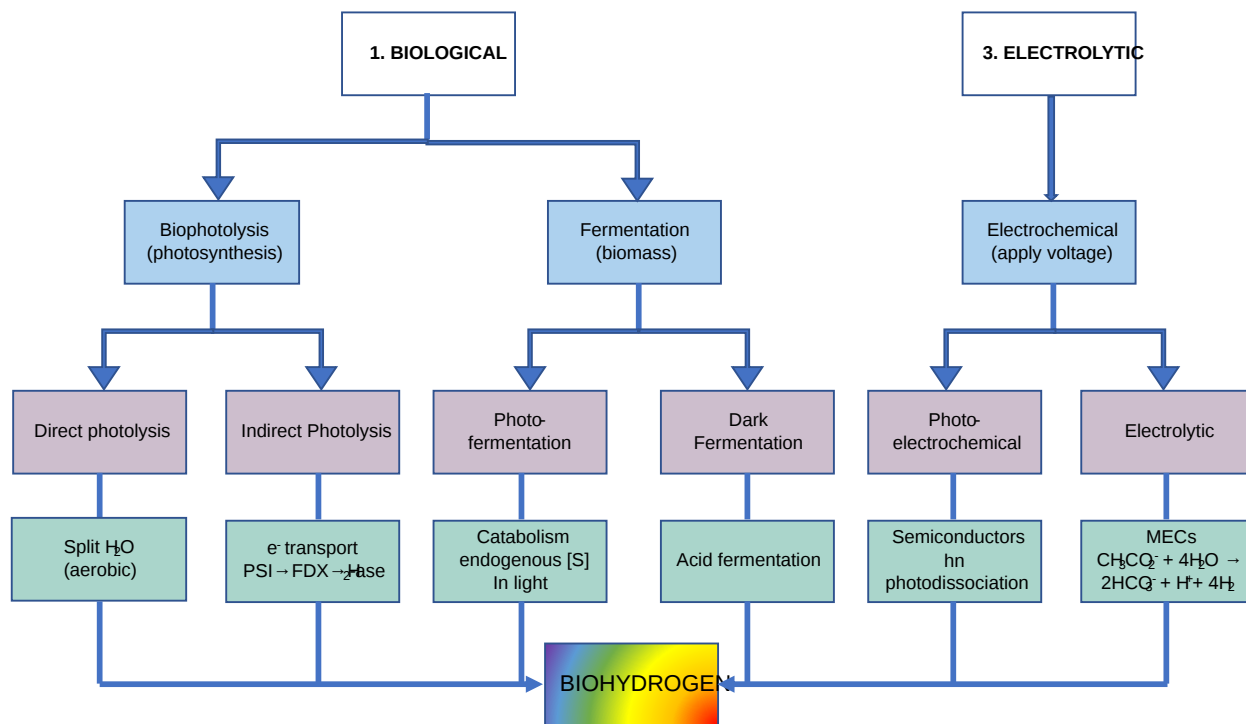 1. BIOLOGICAL
3. ELECTROLYTIC
Biophotolysis
(photosynthesis)
Fermentation
(biomass)
Electrochemical
(apply voltage)
Direct photolysis
Indirect Photolysis
Photo-
fermentation
Dark
Fermentation
Photo-
electrochemical
Electrolytic
Split H₂O
(aerobic)
e⁻ transport
PSI→FDX→H₂ase
Catabolism
endogenous [S]
In light
Acid fermentation
Semiconductors
hn
photodissociation
MECs
CH₃CO₂⁻ + 4H₂O →
2HCO₃⁻ + H⁺ + 4H₂
BIOHYDROGEN